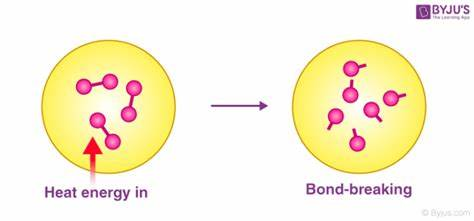 BYJU'S
The Learning App
Heat energy in
Bond-breaking
© Byjus.com